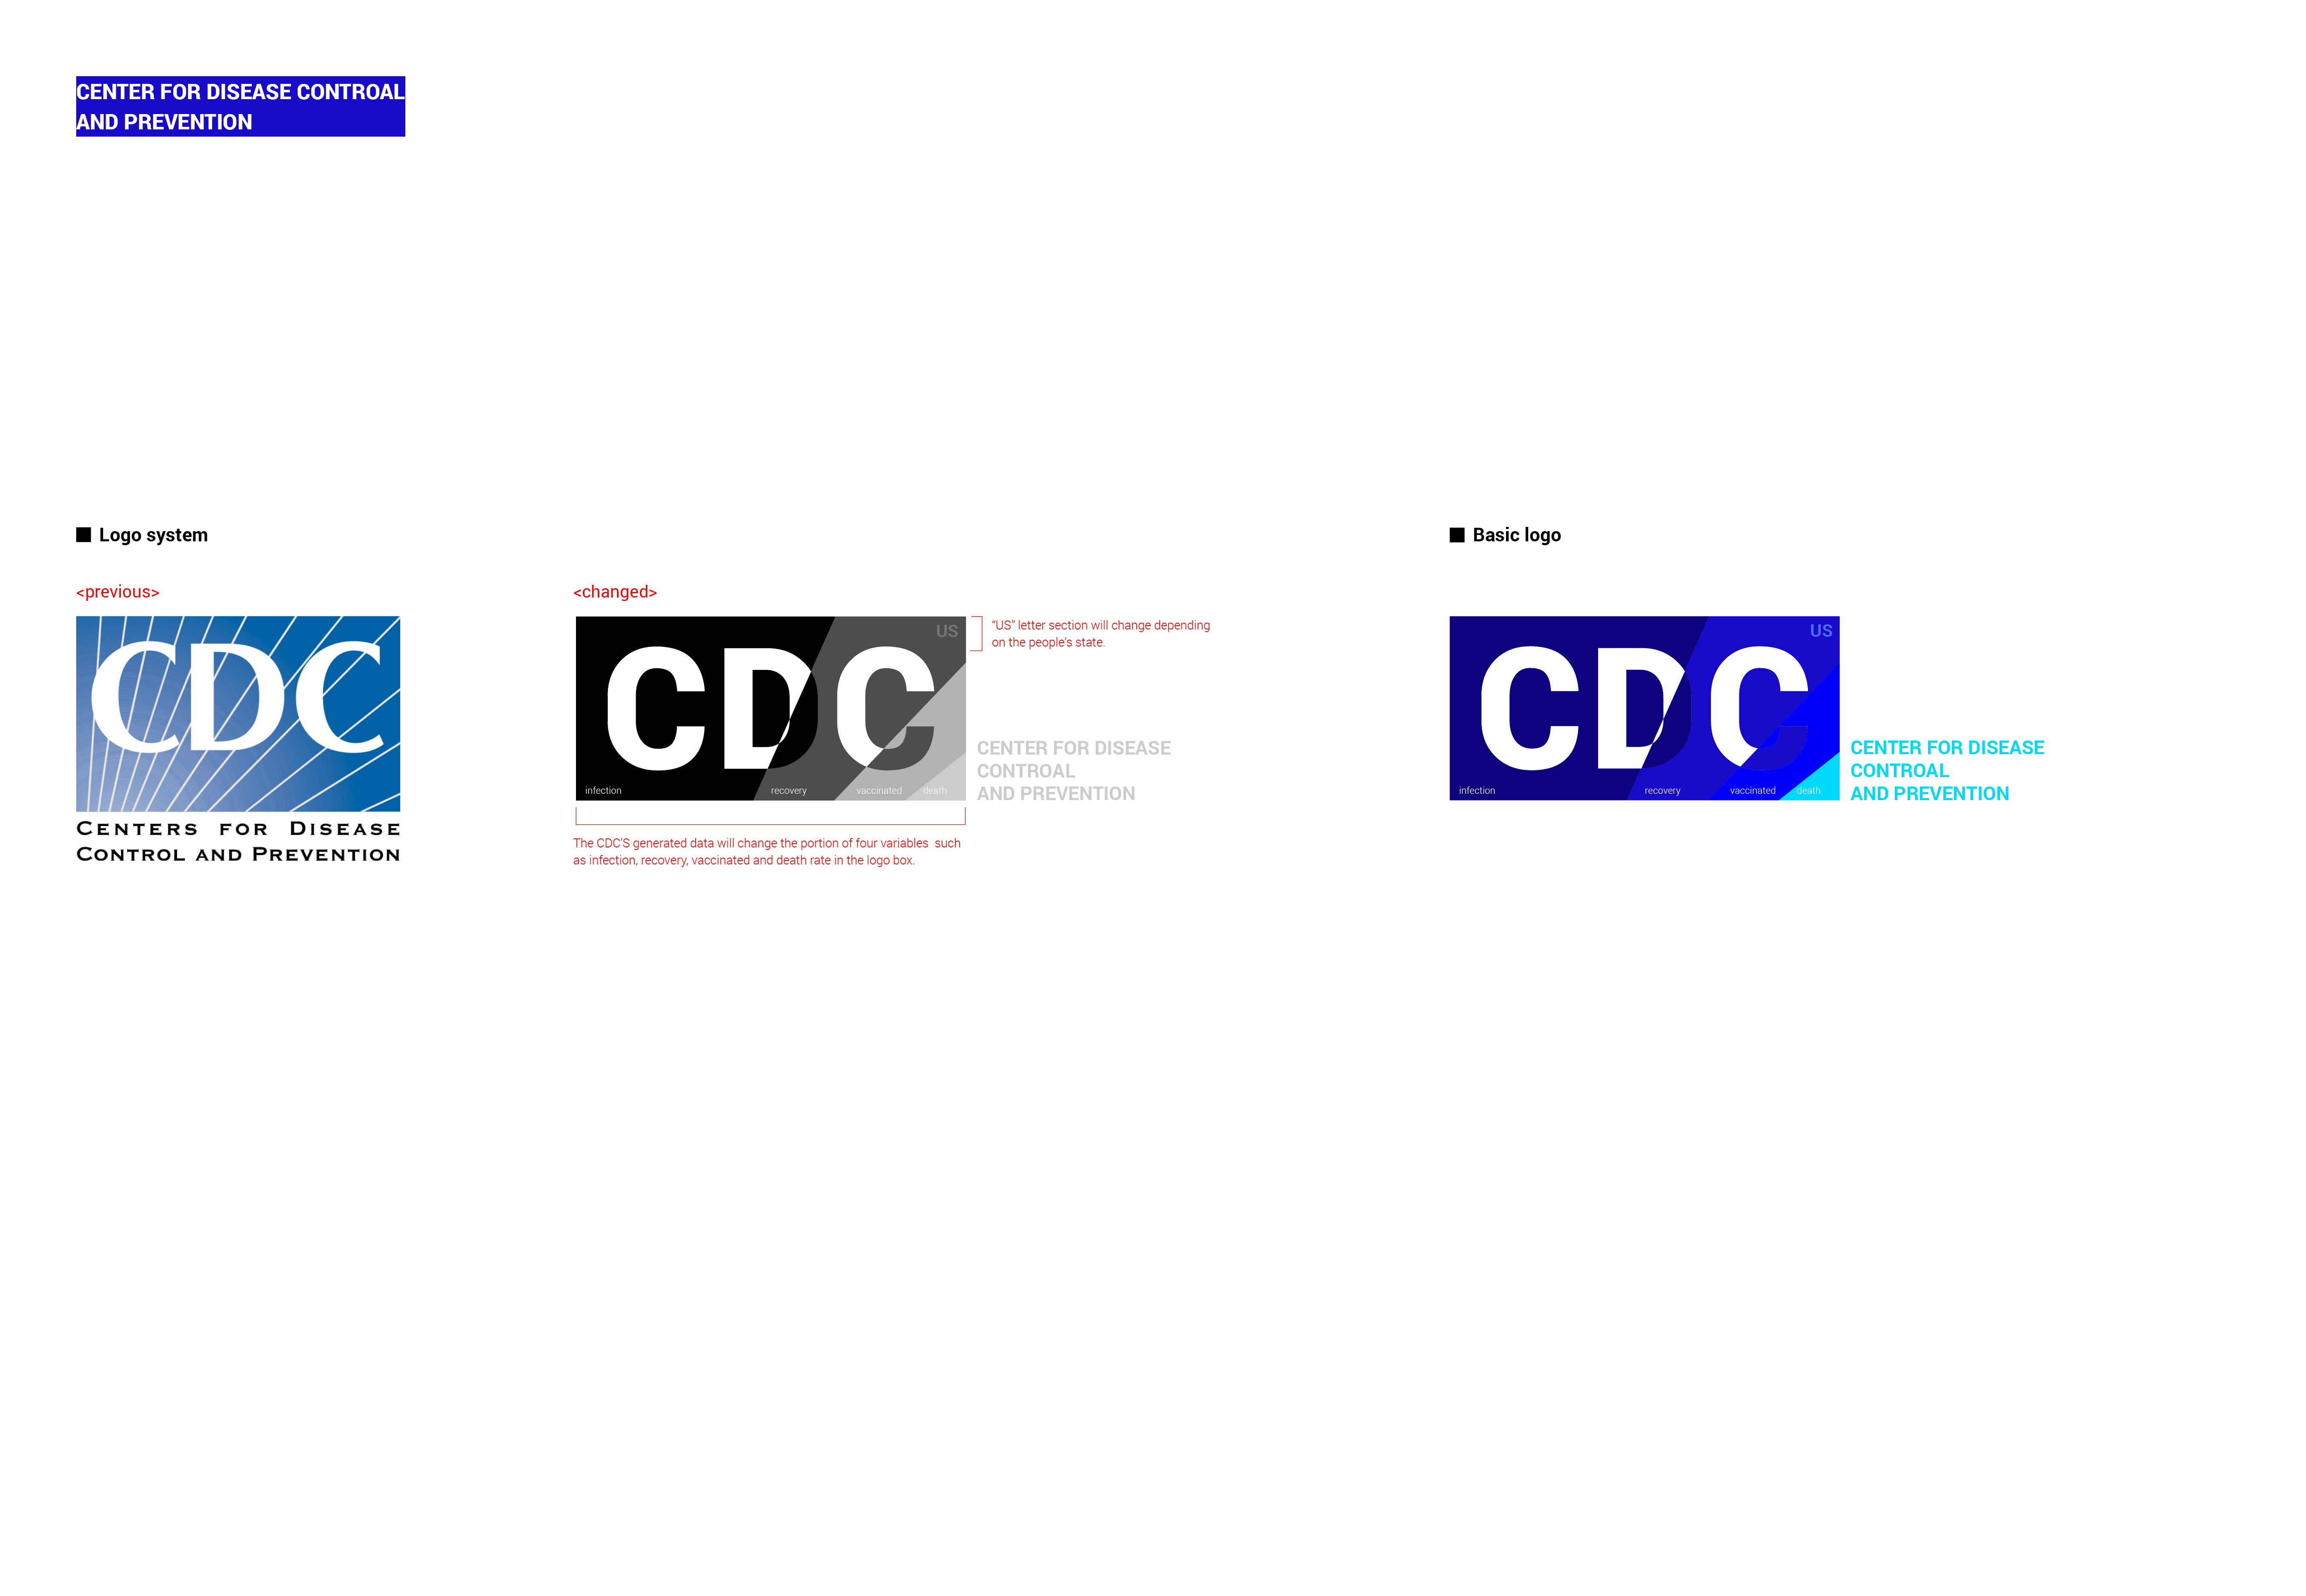 CENTER FOR DISEASE CONTROAL
AND PREVENTION
Logo system
<previous>
CDC
CENTERS FOR DISEASE
CONTROL AND PREVENTION
<changed>
US
CDC
infection
recovery
vaccinated
death
“US” letter section will change depending
on the people’s state.
CENTER FOR DISEASE
CONTROAL
AND PREVENTION
The CDC’S generated data will change the portion of four variables  such
as infection, recovery, vaccinated and death rate in the logo box.
Basic logo
US
CDC
infection
recovery
vaccinated
death
CENTER FOR DISEASE
CONTROAL
AND PREVENTION